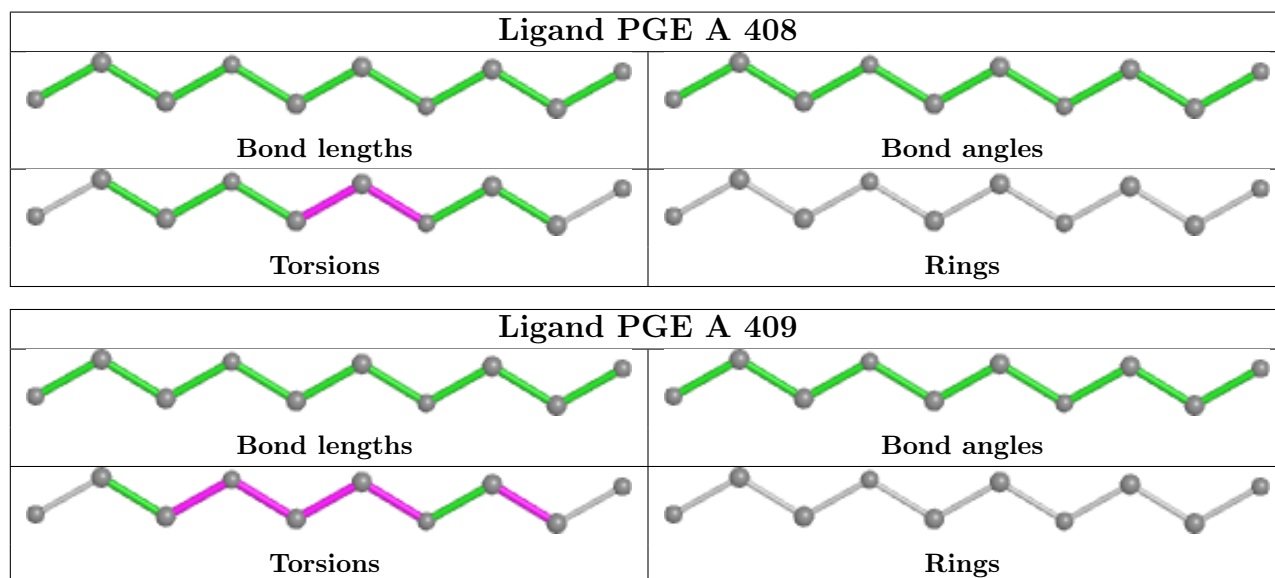 Ligand PGE A 408
Bond lengths
Bond angles
Torsions
Rings
Ligand PGE A 409
Bond lengths
Bond angles
Torsions
Rings